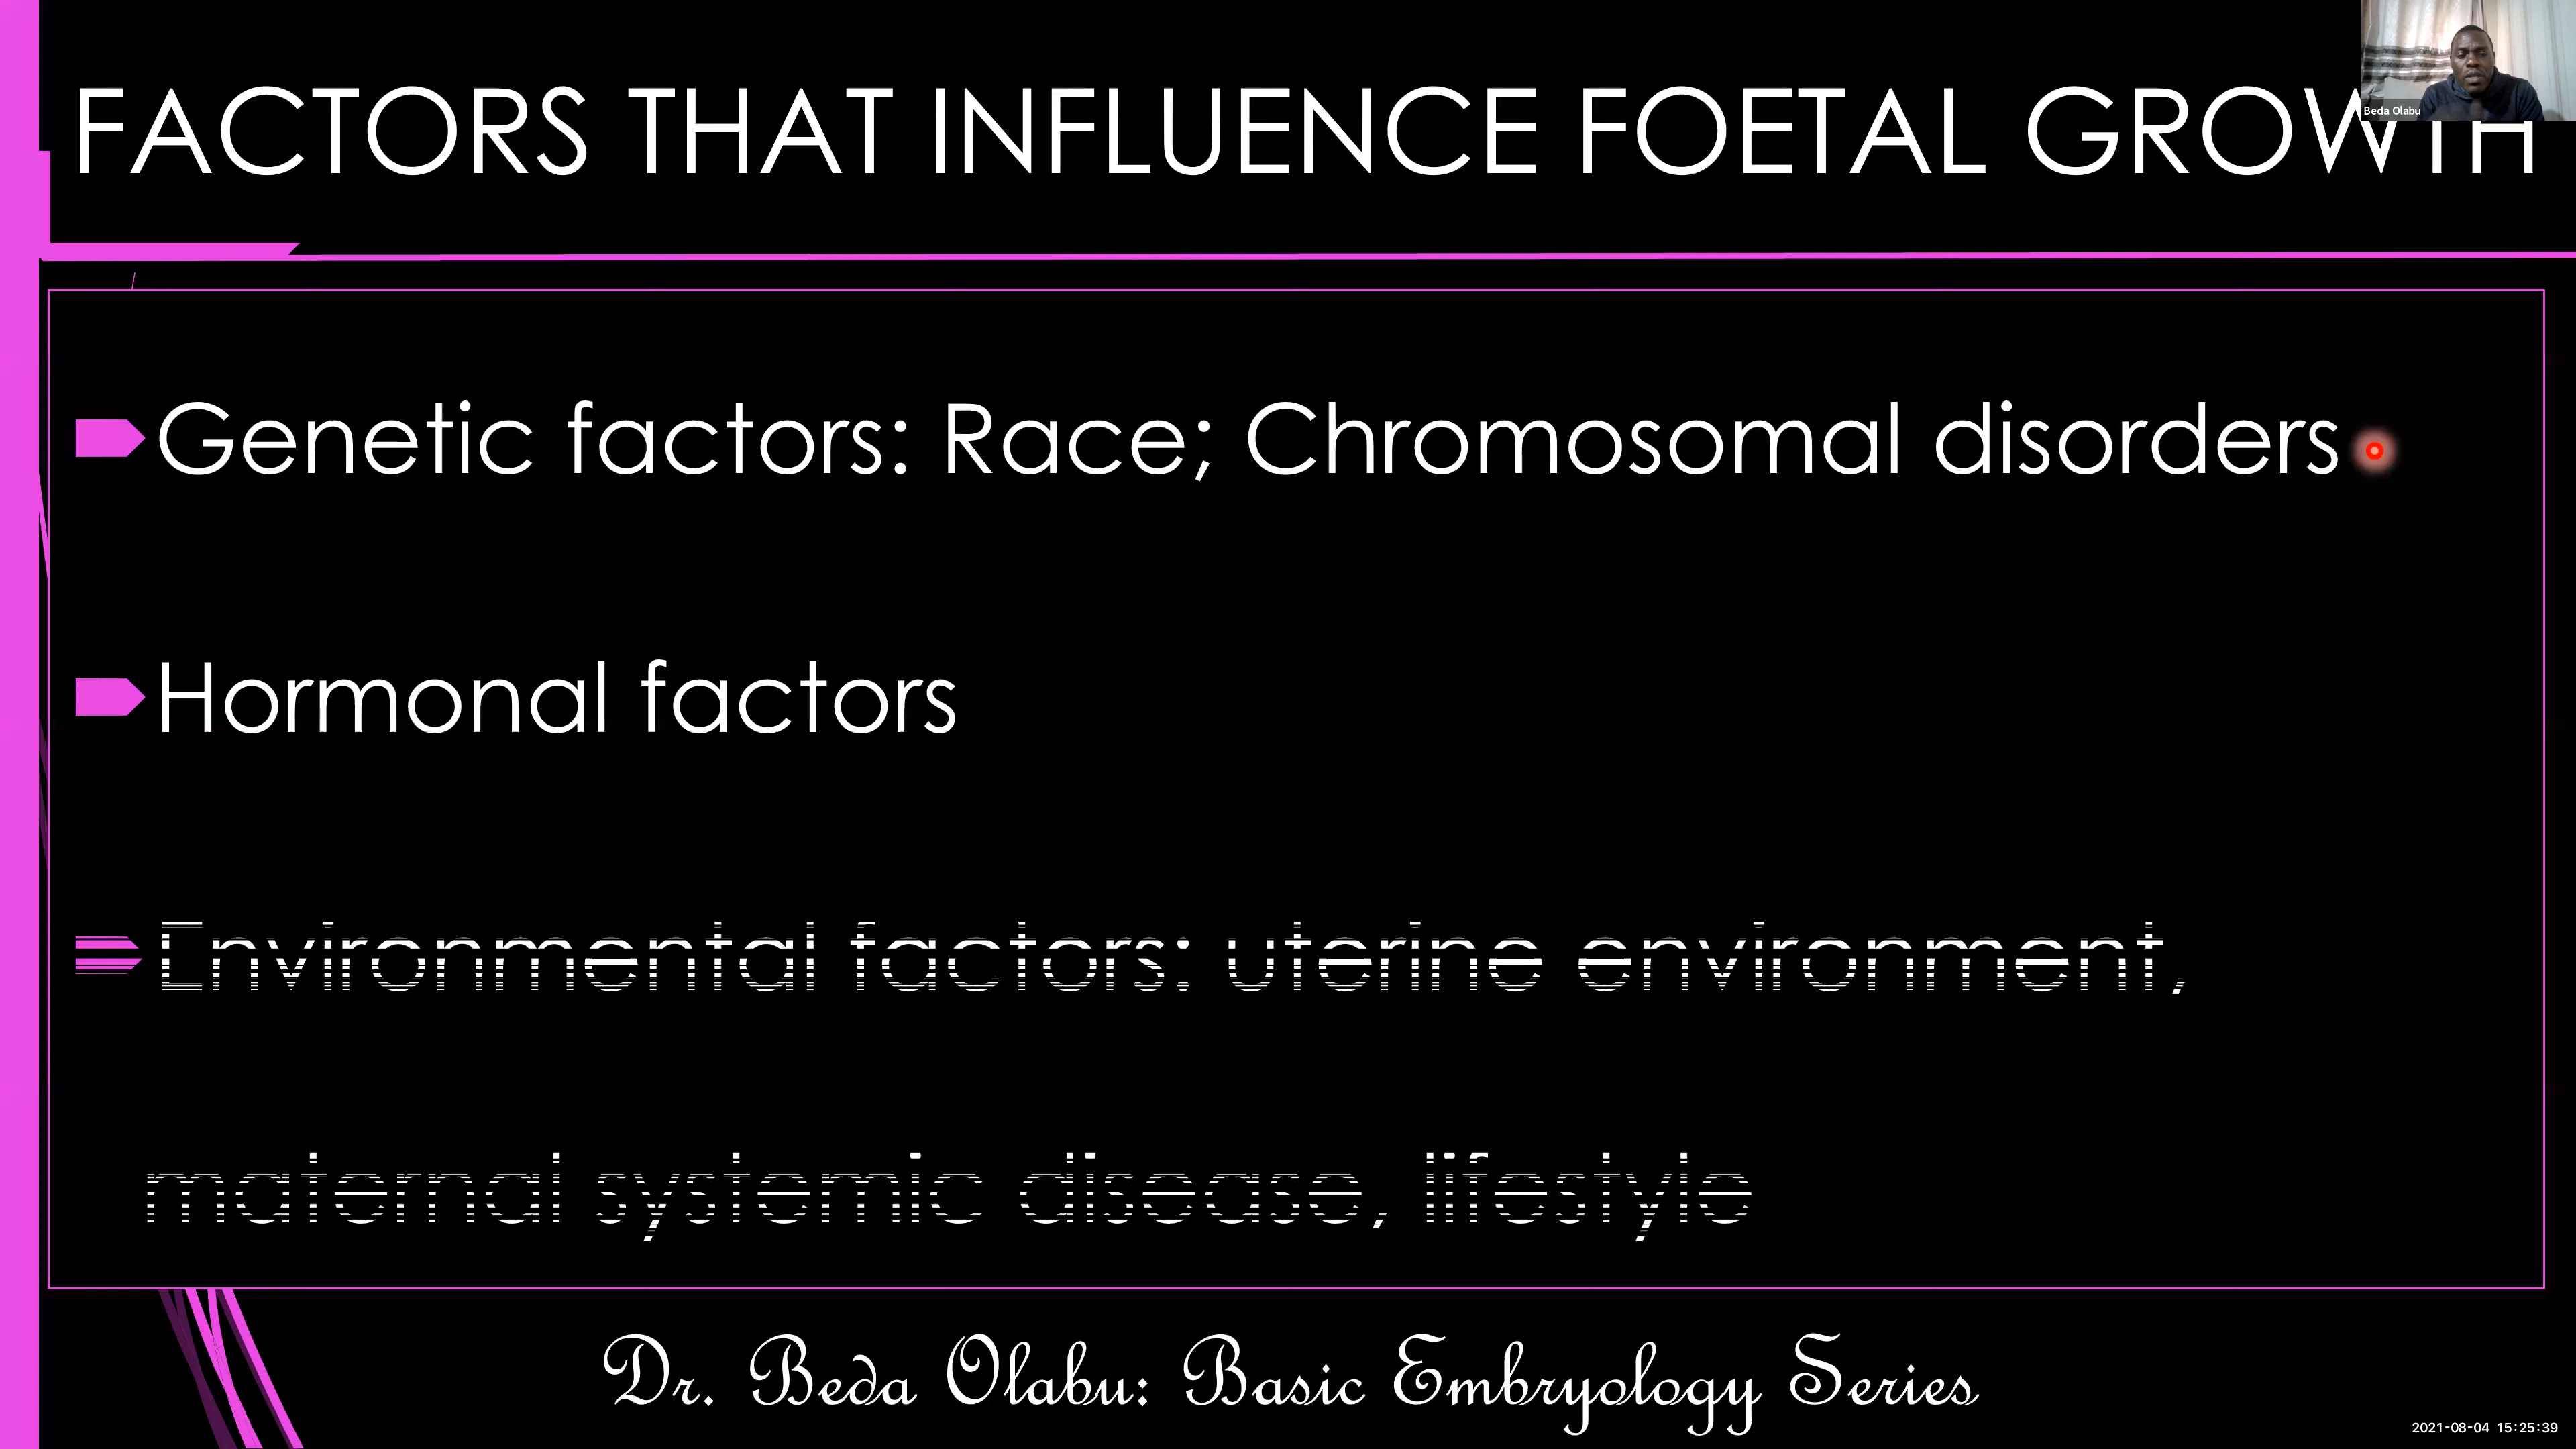 FACTORS THAT INFLUENCE FOETAL GROWTH
Beda Olabu
Genetic factors: Race; Chromosomal disorders
Hormonal factors
Environmental factors: uterine environment,
maternal systemic disease, lifestyle
Dr. Beda Olabu: Basic Embryology Series
2021-08-04 15:25:39